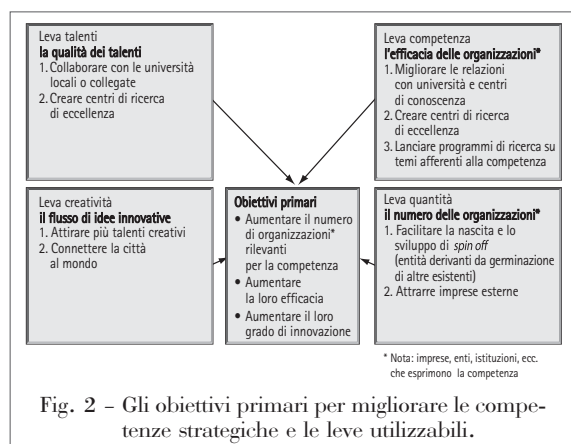 Leva talenti
la qualità dei talenti
1. Collaborare con le università
locali o collegate
2. Creare centri di ricerca
di eccellenza
Leva competenza
l'efficacia delle organizzazioni*
1. Migliorare le relazioni
con università e centri
di conoscenza
2. Creare centri di ricerca
di eccellenza
3. Lanciare programmi di ricerca su
temi afferenti alla competenza
Leva creatività
il flusso di idee innovative
1. Attirare più talenti creativi
2. Connettere la città
al mondo
Obiettivi primari
• Aumentare il numero
di organizzazioni*
rilevanti
per la competenza
• Aumentare
la loro efficacia
• Aumentare il loro
grado di innovazione
Leva quantità
il numero delle organizzazioni*
1. Facilitare la nascita e lo
sviluppo di spin off
(entità derivanti da germinazione
di altre esistenti)
2. Attrarre imprese esterne
* Nota: imprese, enti, istituzioni, ecc.
che esprimono la competenza
Fig. 2 – Gli obiettivi primari per migliorare le compe-
tenze strategiche e le leve utilizzabili.